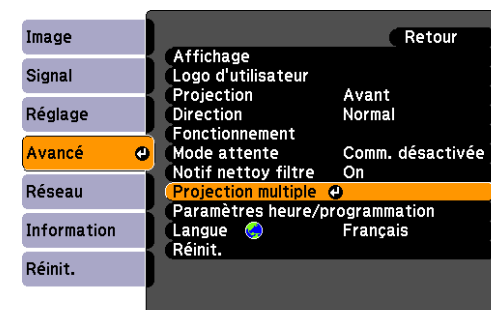 Image
Signal
Réglage
Avancé
Réseau
Information
Réinit.
Retour
Affichage
Logo d'utilisateur
Projection Avant
Direction Normal
Fonctionnement
Mode attente Comm. désactivée
Notif nettoy filtre On
Projection multiple
Paramètres heure/programmation
Langue Français
Réinit.